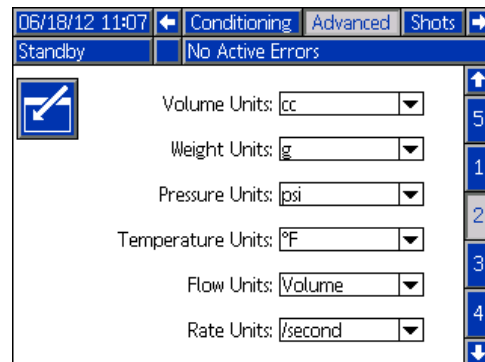 06/18/12 11:07 Conditioning Advanced Shots
Standby No Active Errors
Volume Units: cc
Weight Units: g
Pressure Units: psi
Temperature Units: °F
Flow Units: Volume
Rate Units: /second
5
1
2
3
4